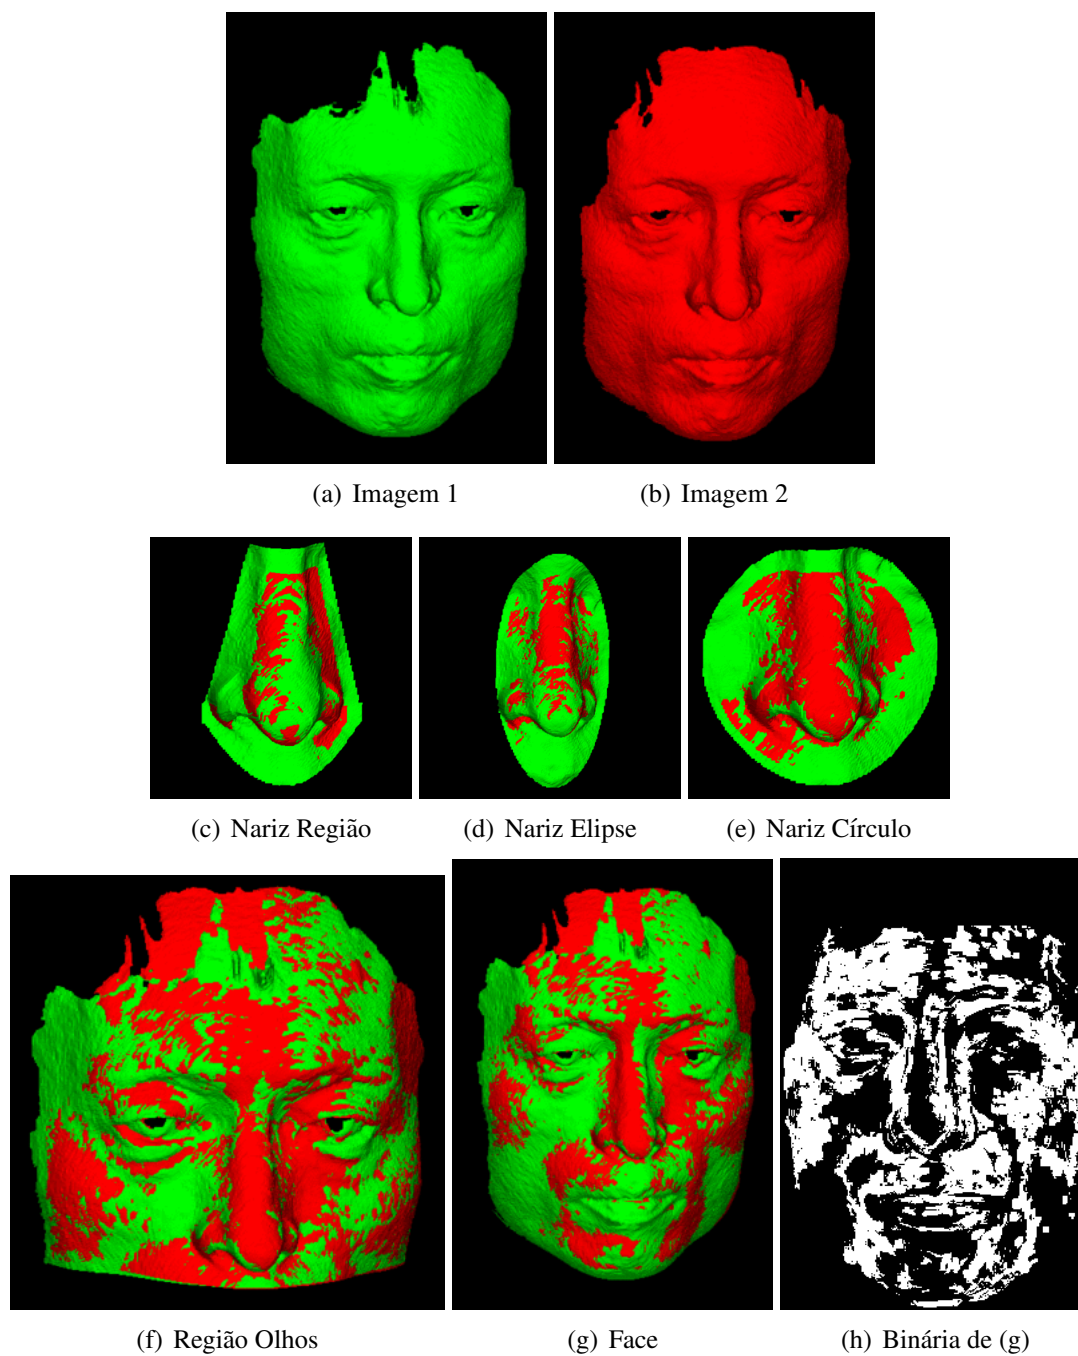 (a) Imagem 1
(b) Imagem 2
(c) Nariz Região
(d) Nariz Elipse
(e) Nariz Círculo
(f) Região Olhos
(g) Face
(h) Binária de (g)